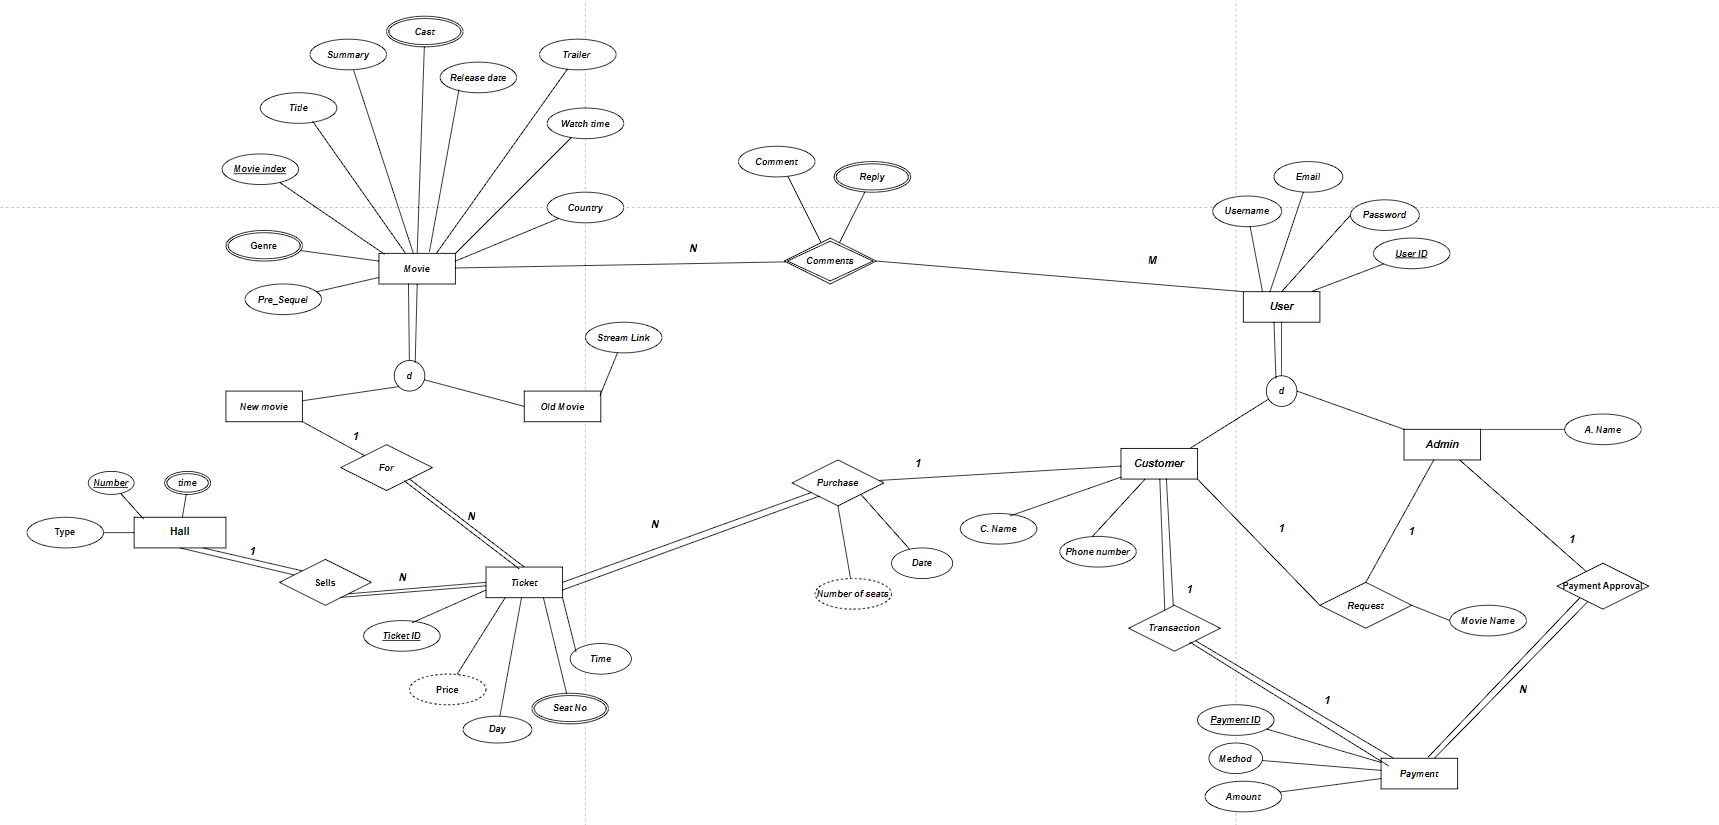 Cast
Summary
Trailer
Release date
Title
Watch time
Movie index
Comment
Reply
Email
Country
Username
Password
Genre
N
M
User ID
Movie
Comments
Pre_Sequel
User
Stream Link
d
d
New movie
Old Movie
A. Name
1
Admin
For
1
Customer
Number
time
Purchase
N
N
C. Name
1
Type
Hall
1
1
Phone number
1
Date
N
Sells
Ticket
1
Payment Approval
Number of seats
Request
Movie Name
Transaction
Ticket ID
Time
Price
N
1
Seat No
Payment ID
Day
Method
Payment
Amount